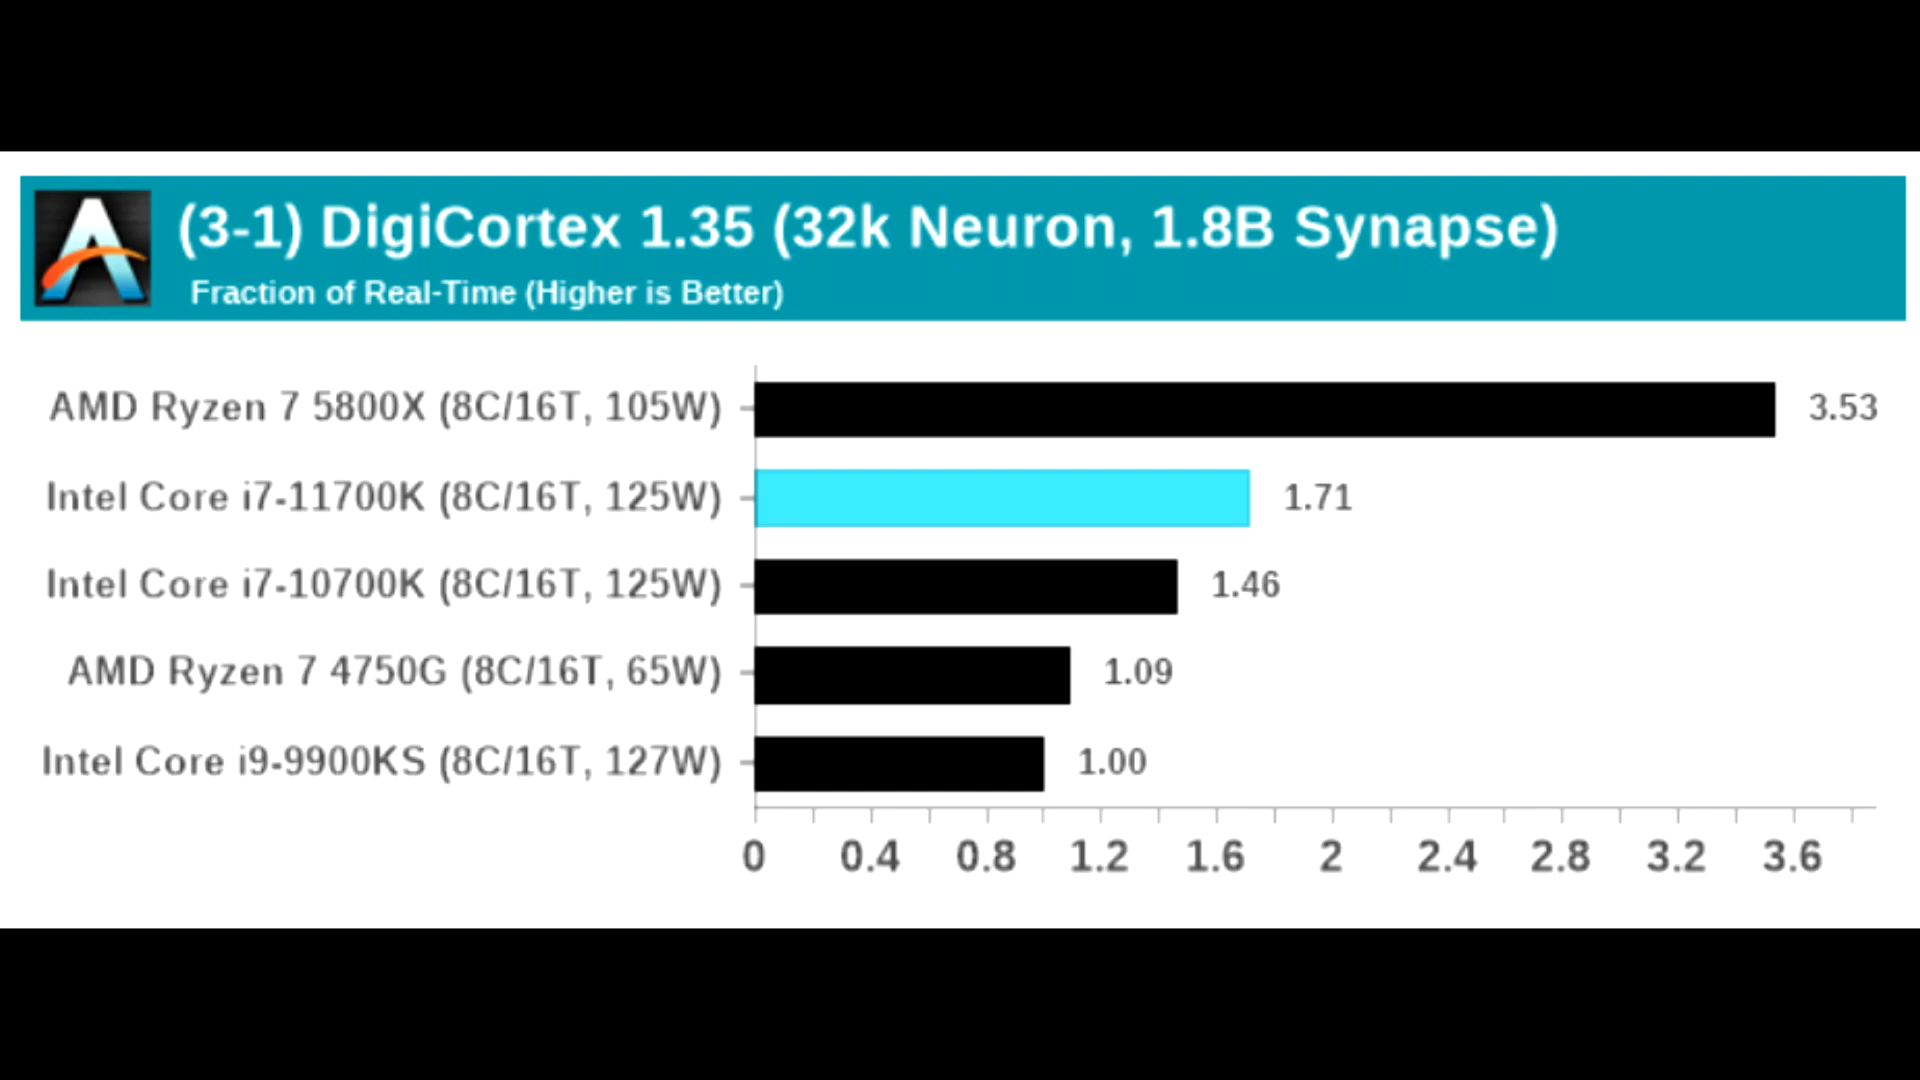 (3-1) DigiCortex 1.35 (32k Neuron, 1.8B Synapse)
Fraction of Real-Time (Higher is Better)
AMD Ryzen 7 5800X (8C/16T, 105W) 3.53
Intel Core i7-11700K (8C/16T, 125W) 1.71
Intel Core i7-10700K (8C/16T, 125W) 1.46
AMD Ryzen 7 4750G (8C/16T, 65W) 1.09
Intel Core i9-9900KS (8C/16T, 127W) 1.00
0 0.4 0.8 1.2 1.6 2 2.4 2.8 3.2 3.6